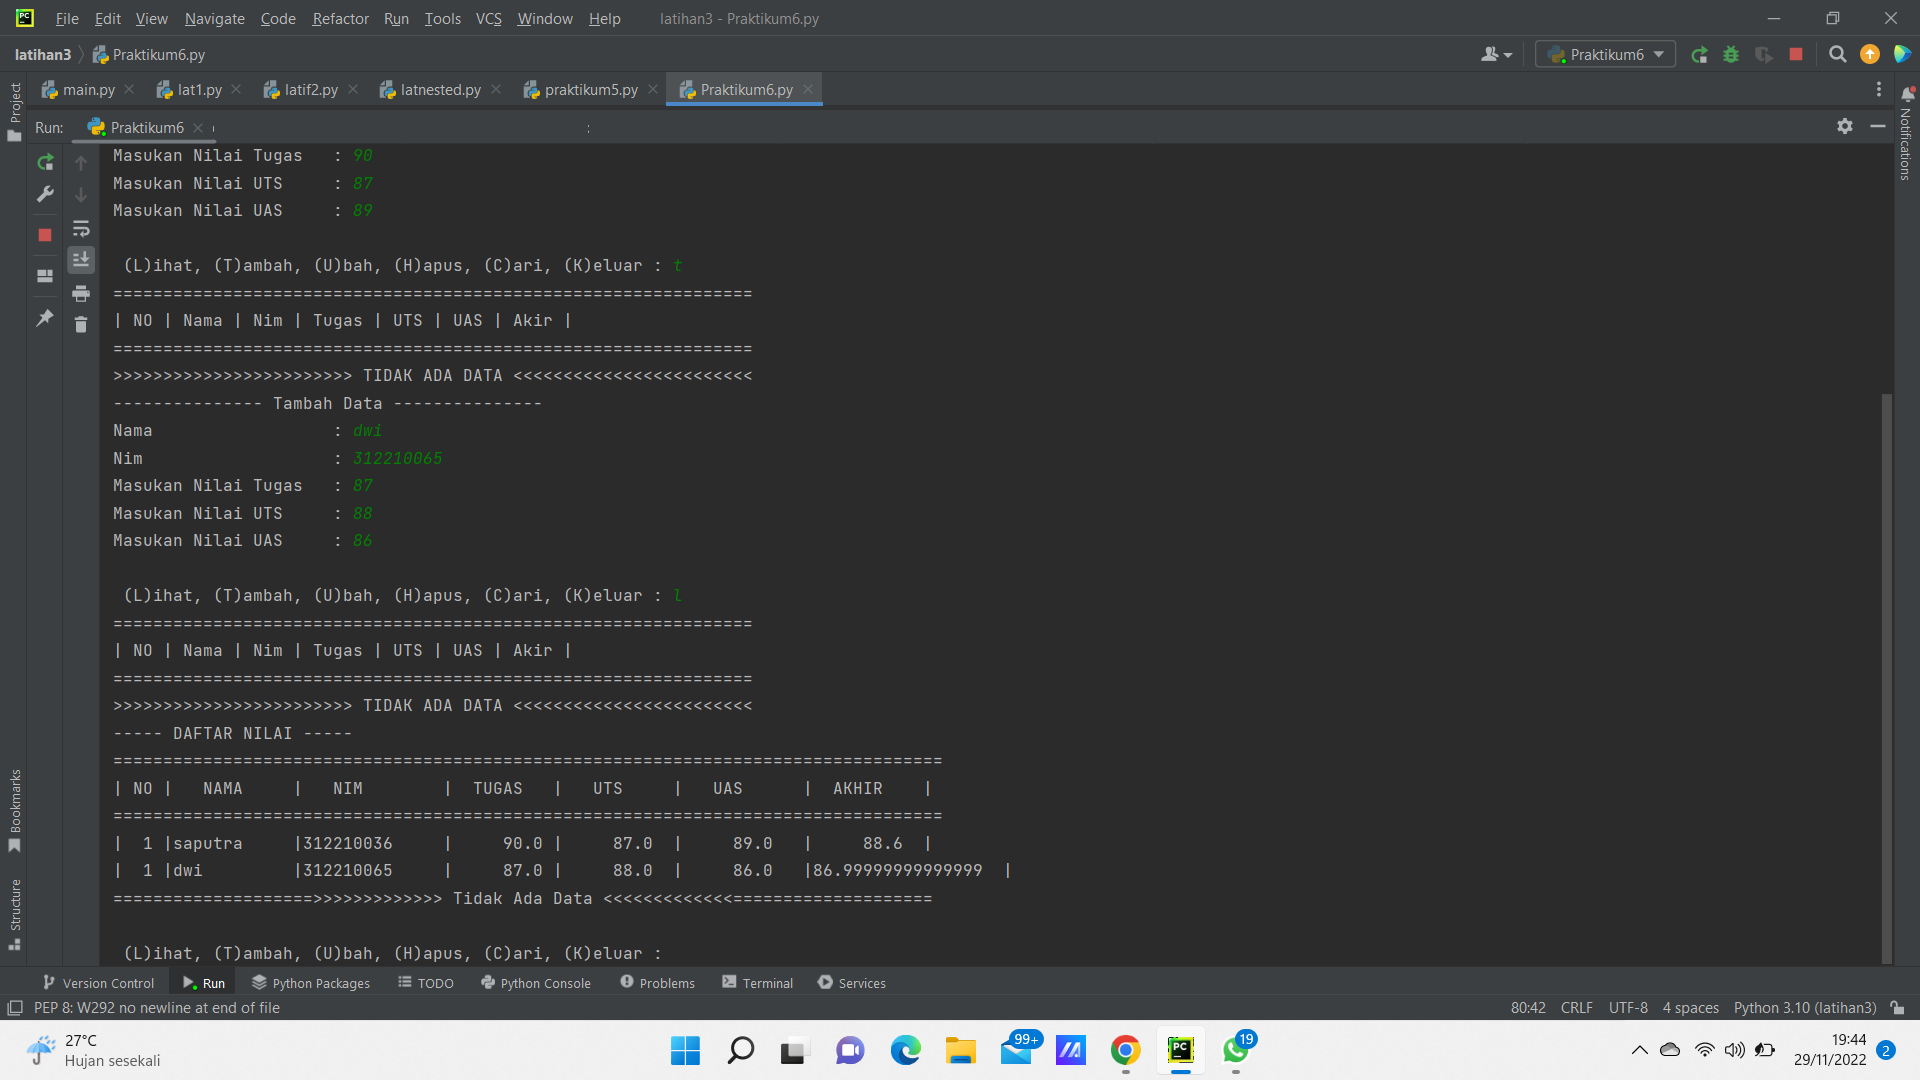 PC File Edit View Navigate Code Refactor Run Tools VCS Window Help latihan3 - Praktikum6.py
latihan3 Praktikum6.py Praktikum6
Project main.py lat1.py latif2.py latnested.py praktikum5.py Praktikum6.py
Run: Praktikum6
Notifications
Masukan Nilai Tugas   : 90
Masukan Nilai UTS     : 87
Masukan Nilai UAS     : 89
(L)ihat, (T)ambah, (U)bah, (H)apus, (C)ari, (K)eluar : t
================================================================
| NO | Nama | Nim | Tugas | UTS | UAS | Akir |
================================================================
>>>>>>>>>>>>>>>>>>>>>>>> TIDAK ADA DATA <<<<<<<<<<<<<<<<<<<<<<<<
--------------- Tambah Data ---------------
Nama                  : dwi
Nim                   : 312210065
Masukan Nilai Tugas   : 87
Masukan Nilai UTS     : 88
Masukan Nilai UAS     : 86
(L)ihat, (T)ambah, (U)bah, (H)apus, (C)ari, (K)eluar : l
================================================================
| NO | Nama | Nim | Tugas | UTS | UAS | Akir |
================================================================
>>>>>>>>>>>>>>>>>>>>>>>> TIDAK ADA DATA <<<<<<<<<<<<<<<<<<<<<<<<
----- DAFTAR NILAI -----
===================================================================================
| NO |   NAMA     |   NIM        |  TUGAS   |   UTS     |   UAS      |  AKHIR    |
===================================================================================
|  1 |saputra     |312210036     |     90.0 |     87.0  |     89.0   |     88.6  |
|  1 |dwi         |312210065     |     87.0 |     88.0  |     86.0   |86.99999999999999  |
====================>>>>>>>>>>>>> Tidak Ada Data <<<<<<<<<<<<<====================
(L)ihat, (T)ambah, (U)bah, (H)apus, (C)ari, (K)eluar :
Bookmarks
Structure
Version Control Run Python Packages TODO Python Console Problems Terminal Services
PEP 8: W292 no newline at end of file 80:42 CRLF UTF-8 4 spaces Python 3.10 (latihan3)
27°C
Hujan sesekali
99+
PC
19
19:44
29/11/2022
2